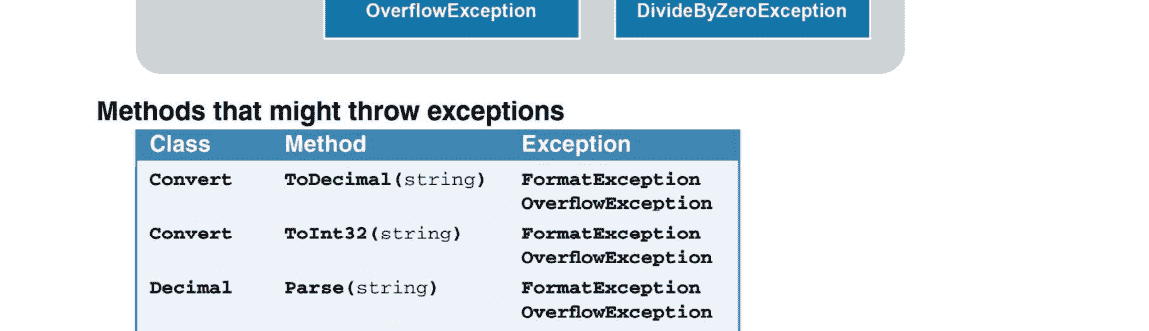 OverflowException DivideByZeroException
Methods that might throw exceptions
Class Method Exception
Convert ToDecimal(string) FormatException
OverflowException
Convert ToInt32(string) FormatException
OverflowException
Decimal Parse(string) FormatException
OverflowException